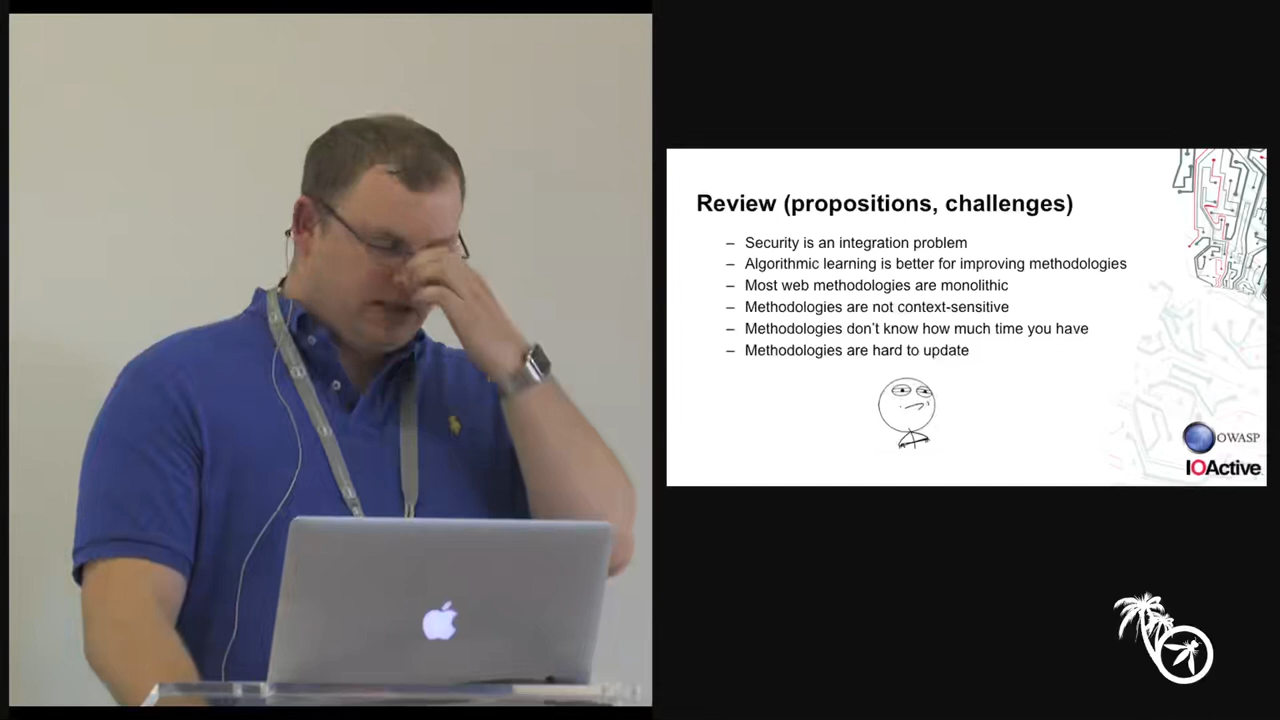 Review (propositions, challenges)
– Security is an integration problem
– Algorithmic learning is better for improving methodologies
– Most web methodologies are monolithic
– Methodologies are not context-sensitive
– Methodologies don't know how much time you have
– Methodologies are hard to update
OWASP
IOActive